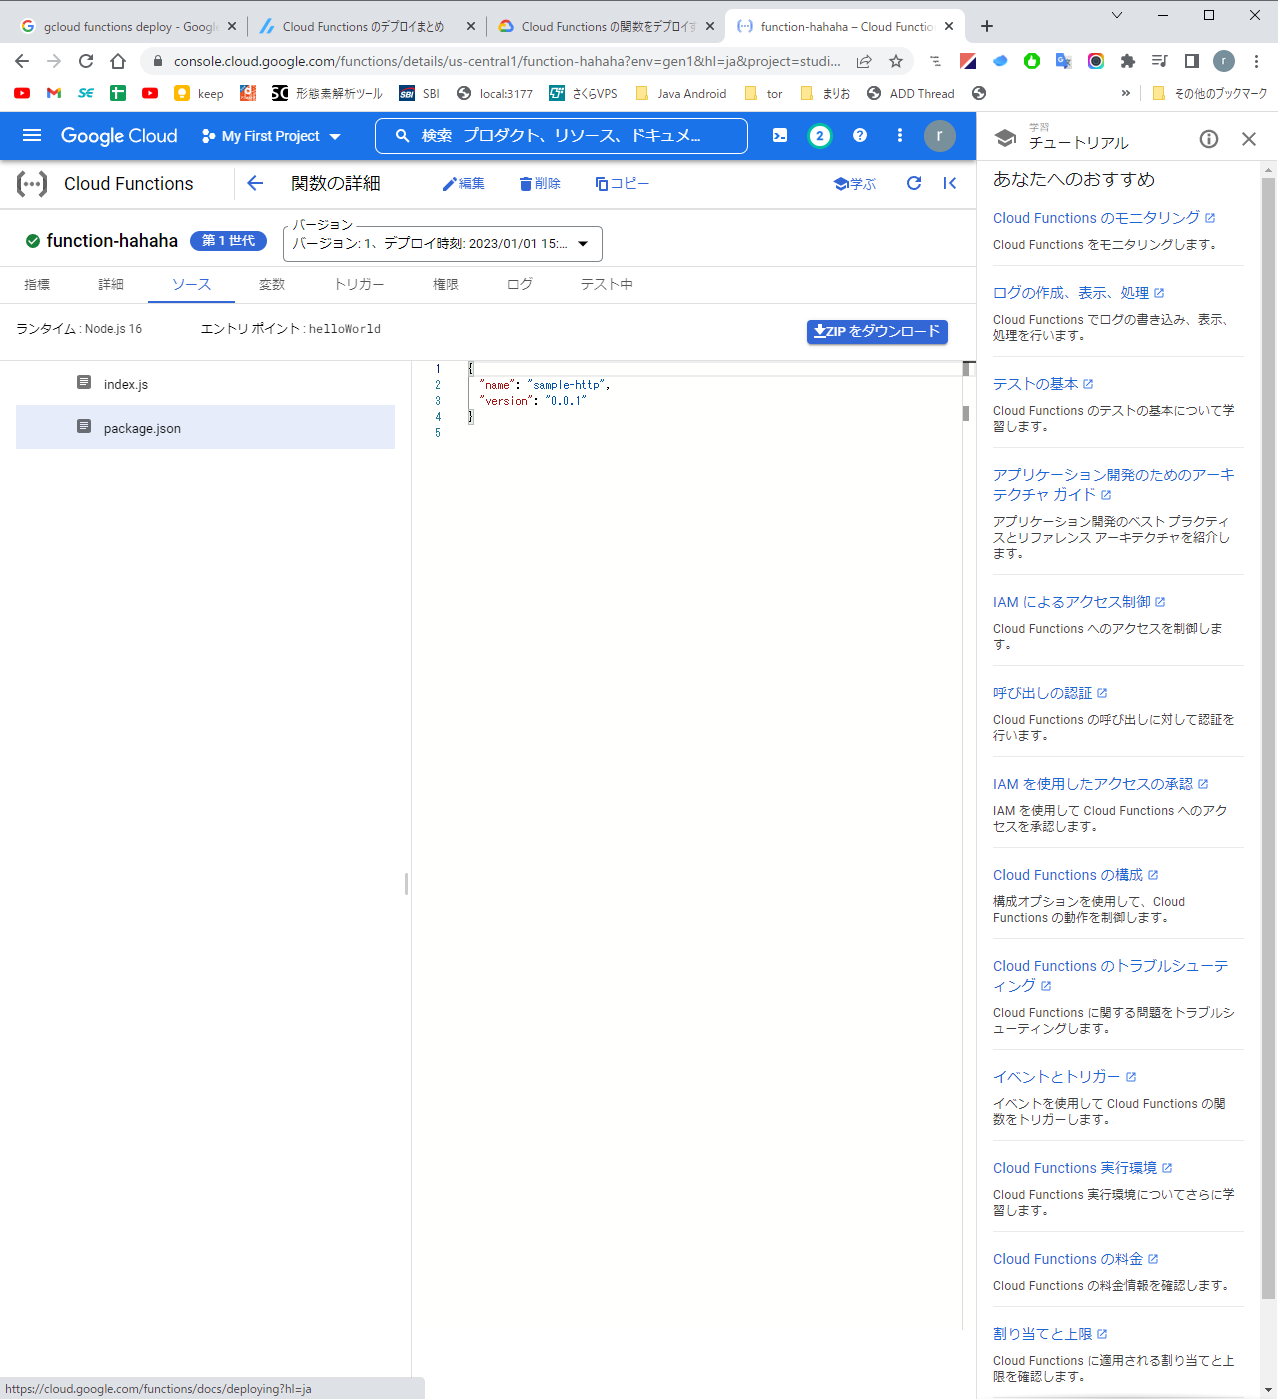 gcloud functions deploy - Googl
Cloud Functions のデプロイまとめ
Cloud Functions の関数をデプロイす
function-hahaha – Cloud Functio
console.cloud.google.com/functions/details/us-central1/function-hahaha?env=gen1&hl=ja&project=studi...
r
keep
形態素解析ツール
SBI
SBI
local:3177
さくらVPS
Java Android
tor
まりお
ADD Thread
»
その他のブックマーク
Google Cloud
My First Project
検索 プロダクト、リソース、ドキュメ...
2
r
Cloud Functions
関数の詳細
編集
削除
コピー
学ぶ
function-hahaha
第 1 世代
バージョン
バージョン: 1、デプロイ時刻: 2023/01/01 15:...
指標
詳細
ソース
変数
トリガー
権限
ログ
テスト中
ランタイム : Node.js 16
エントリ ポイント : helloWorld
ZIP をダウンロード
index.js
package.json
1 {
2 "name": "sample-http",
3 "version": "0.0.1"
4 }
5
学習
チュートリアル
あなたへのおすすめ
Cloud Functions のモニタリング
Cloud Functions をモニタリングします。
ログの作成、表示、処理
Cloud Functions でログの書き込み、表示、
処理を行います。
テストの基本
Cloud Functions のテストの基本について学
習します。
アプリケーション開発のためのアーキ
テクチャ ガイド
アプリケーション開発のベスト プラクティ
スとリファレンス アーキテクチャを紹介し
ます。
IAM によるアクセス制御
Cloud Functions へのアクセスを制御しま
す。
呼び出しの認証
Cloud Functions の呼び出しに対して認証を
行います。
IAM を使用したアクセスの承認
IAM を使用して Cloud Functions へのアク
セスを承認します。
Cloud Functions の構成
構成オプションを使用して、Cloud
Functions の動作を制御します。
Cloud Functions のトラブルシューテ
ィング
Cloud Functions に関する問題をトラブルシ
ューティングします。
イベントとトリガー
イベントを使用して Cloud Functions の関
数をトリガーします。
Cloud Functions 実行環境
Cloud Functions 実行環境についてさらに学
習します。
Cloud Functions の料金
Cloud Functions の料金情報を確認します。
割り当てと上限
Cloud Functions に適用される割り当てと上
限を確認します。
https://cloud.google.com/functions/docs/deploying?hl=ja